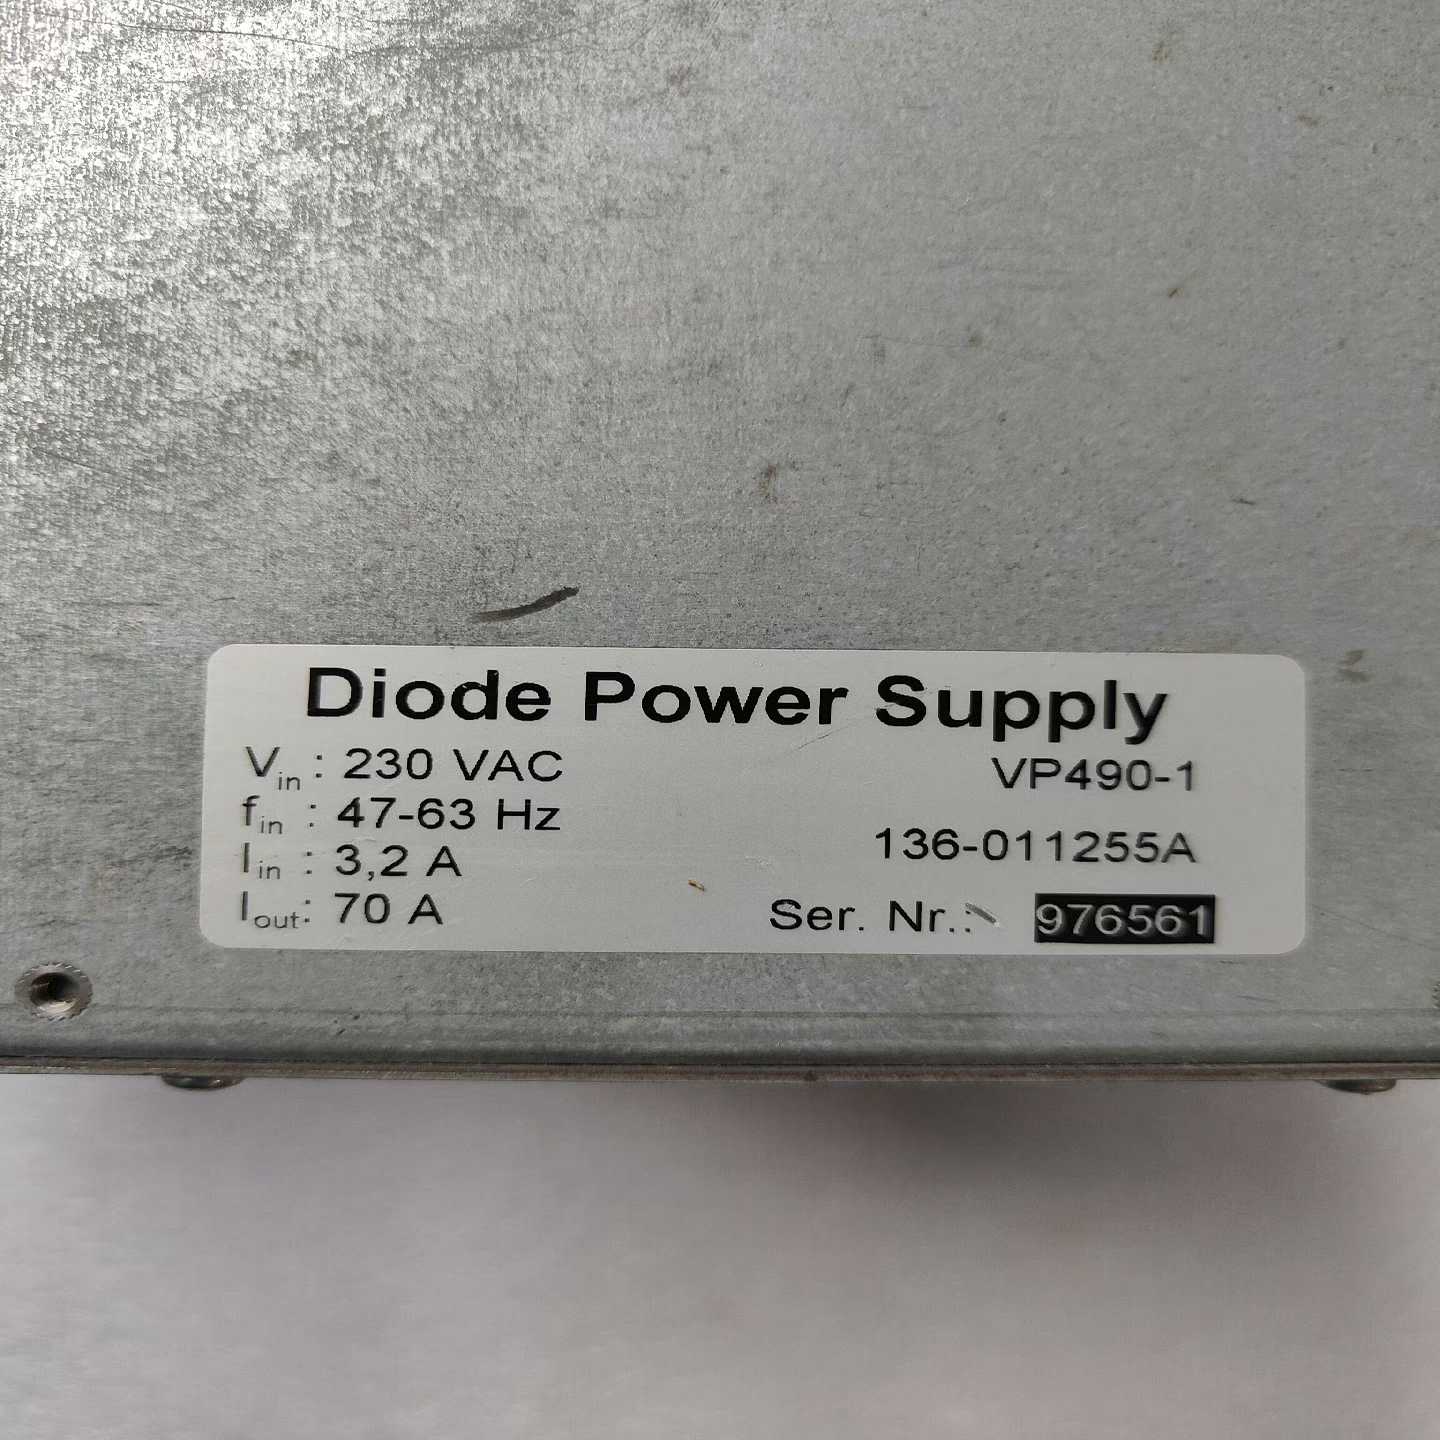 Diode Power Supply
Vin : 230 VAC
VP490-1
fin : 47-63 Hz
136-011255A
Iin : 3,2 A
Iout: 70 A
Ser. Nr.: 976561